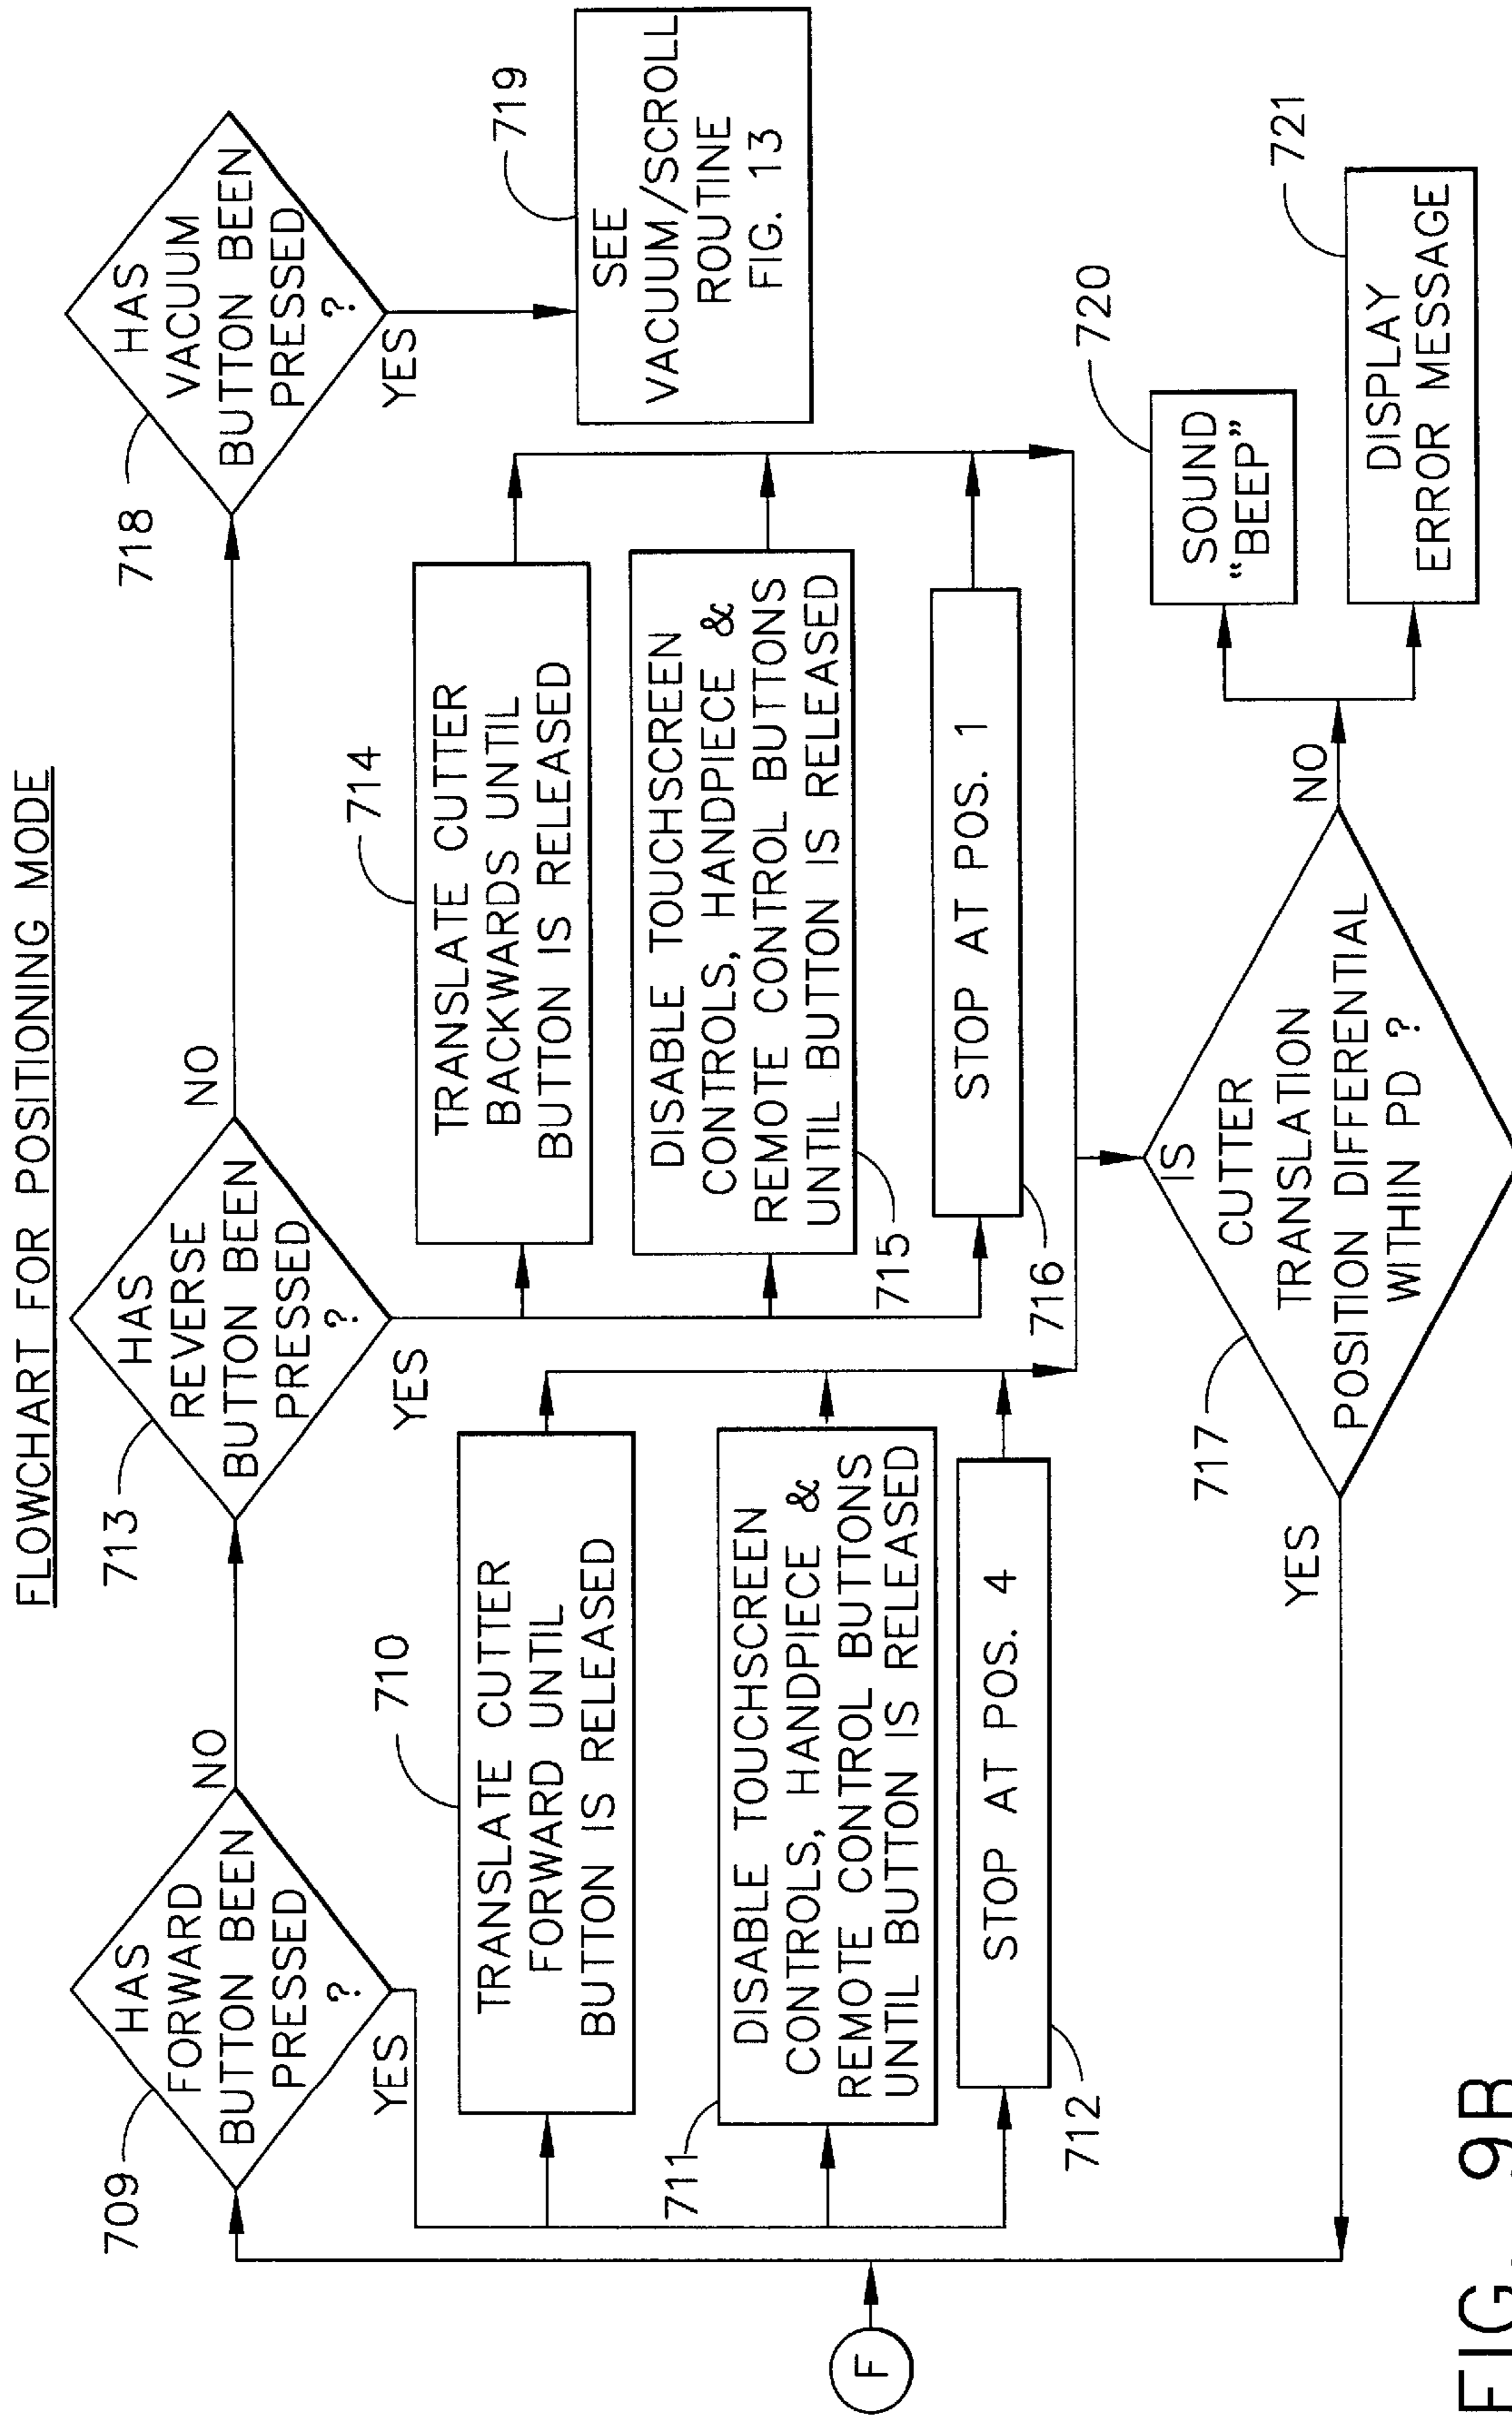 FLOWCHART FOR POSITIONING MODE
709
HAS
FORWARD
BUTTON BEEN
PRESSED
?
NO
YES
713
HAS
REVERSE
BUTTON BEEN
PRESSED
?
NO
YES
718
HAS
VACUUM
BUTTON BEEN
PRESSED
?
YES
719
SEE
VACUUM/SCROLL
ROUTINE
FIG. 13
710
TRANSLATE CUTTER
FORWARD UNTIL
BUTTON IS RELEASED
711
DISABLE TOUCHSCREEN
CONTROLS, HANDPIECE &
REMOTE CONTROL BUTTONS
UNTIL BUTTON IS RELEASED
STOP AT POS. 4
712
714
TRANSLATE CUTTER
BACKWARDS UNTIL
BUTTON IS RELEASED
DISABLE TOUCHSCREEN
CONTROLS, HANDPIECE &
REMOTE CONTROL BUTTONS
UNTIL BUTTON IS RELEASED
715
STOP AT POS. 1
716
F
717
IS
CUTTER
TRANSLATION
POSITION DIFFERENTIAL
WITHIN PD ?
YES
NO
720
SOUND
“BEEP”
721
DISPLAY
ERROR MESSAGE
FIG. 9B